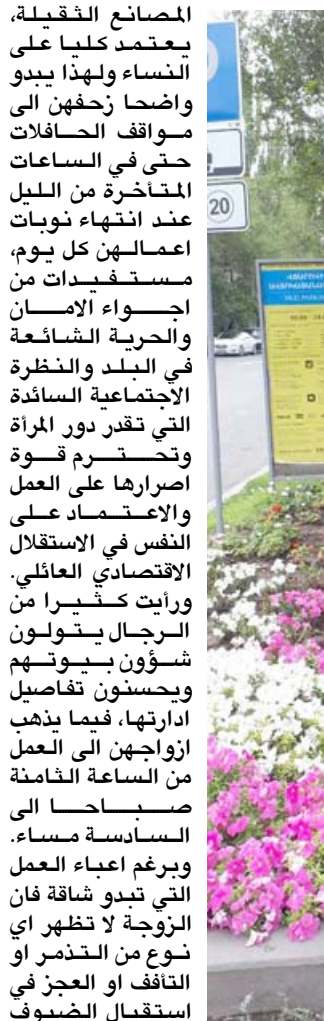 المصانع الثقيلة،
يعتمد كليا على
النساء ولهذا يبدو
واضحا زحفهن الى
مواقف الحافلات
حتى في الساعات
المتأخرة من الليل
عند انتهاء نوبات
اعمالهن كل يوم،
مستفيدات من
اجواء الامان
والحرية الشائعة
في البلد والنظرة
الاجتماعية السائدة
التي تقدر دور المرأة
وتحترم قوة
اصرارها على العمل
والاعتماد على
النفس في الاستقلال
الاقتصادي العائلي.
ورأيت كثيرا من
الرجال يتولون
شؤون بيوتهم
ويحسنون تفاصيل
ادارتها، فيما يذهب
ازواجهن الى العمل
من الساعة الثامنة
صباحا الى
السادسة مساء.
وبرغم اعباء العمل
التي تبدو شاقة فان
الزوجة لا تظهر اي
نوع من التذمر او
التأفف او العجز في
استقبال الضيوف
20